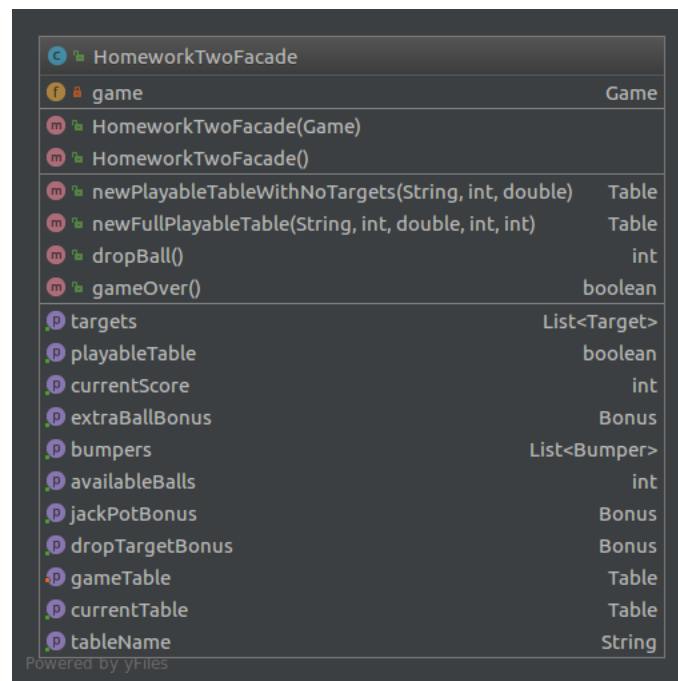 HomeworkTwoFacade
game Game
HomeworkTwoFacade(Game)
HomeworkTwoFacade()
newPlayableTableWithNoTargets(String, int, double) Table
newFullPlayableTable(String, int, double, int, int) Table
dropBall() int
gameOver() boolean
targets List<Target>
playableTable boolean
currentScore int
extraBallBonus Bonus
bumpers List<Bumper>
availableBalls int
jackPotBonus Bonus
dropTargetBonus Bonus
gameTable Table
currentTable Table
tableName String
Powered by yFiles